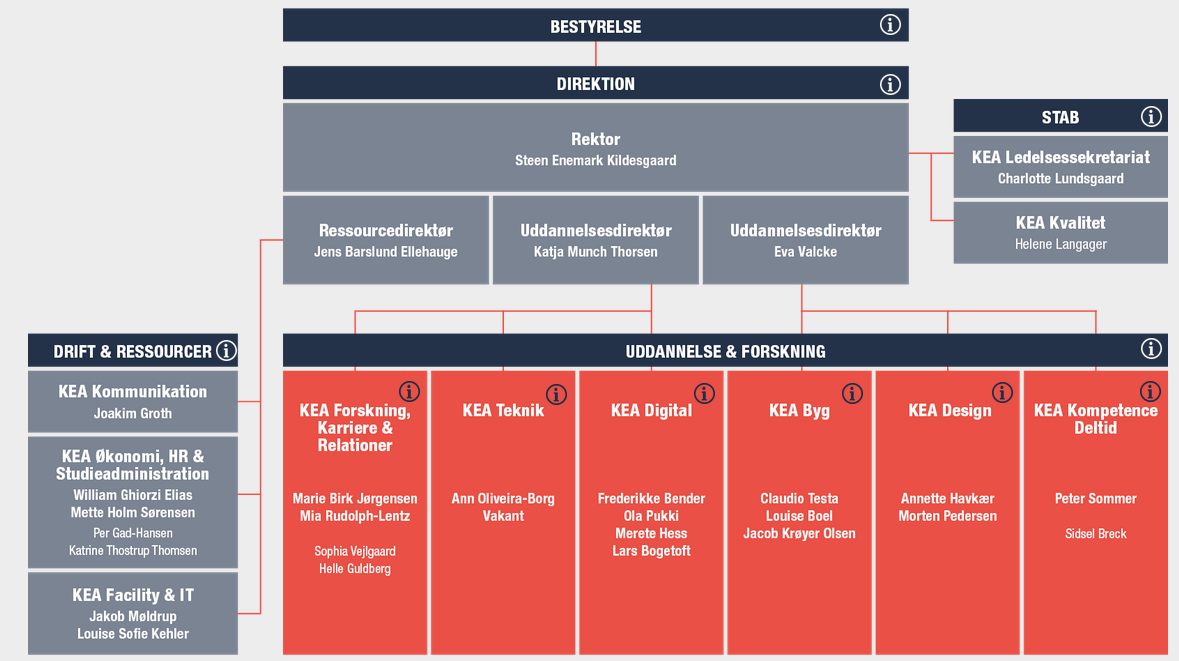 BESTYRELSE
DIREKTION
Rektor
Steen Enemark Kildesgaard
Ressourcedirektør
Jens Barslund Ellehauge
Uddannelsesdirektør
Katja Munch Thorsen
Uddannelsesdirektør
Eva Valcke
STAB
KEA Ledelsessekretariat
Charlotte Lundsgaard
KEA Kvalitet
Helene Langager
DRIFT & RESSOURCER
KEA Kommunikation
Joakim Groth
KEA Økonomi, HR &
Studieadministration
William Ghiorzi Elias
Mette Holm Sørensen
Per Gad-Hansen
Katrine Thostrup Thomsen
KEA Facility & IT
Jakob Møldrup
Louise Sofie Kehler
UDDANNELSE & FORSKNING
KEA Forskning,
Karriere &
Relationer
Marie Birk Jørgensen
Mia Rudolph-Lentz
Sophia Vejlgaard
Helle Guldberg
KEA Teknik
Ann Oliveira-Borg
Vakant
KEA Digital
Frederikke Bender
Ola Pukki
Merete Hess
Lars Bogetoft
KEA Byg
Claudio Testa
Louise Boel
Jacob Krøyer Olsen
KEA Design
Annette Havkær
Morten Pedersen
KEA Kompetence
Deltid
Peter Sommer
Sidsel Breck